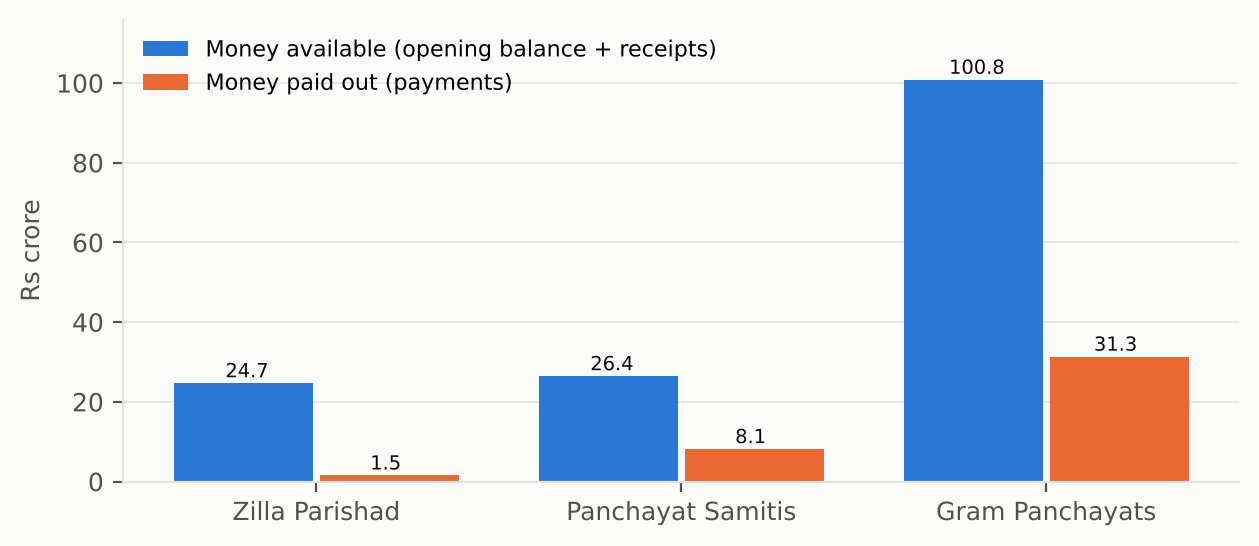 Money available (opening balance + receipts)
Money paid out (payments)
Rs crore
100
80
60
40
20
0
24.7
1.5
26.4
8.1
100.8
31.3
Zilla Parishad
Panchayat Samitis
Gram Panchayats